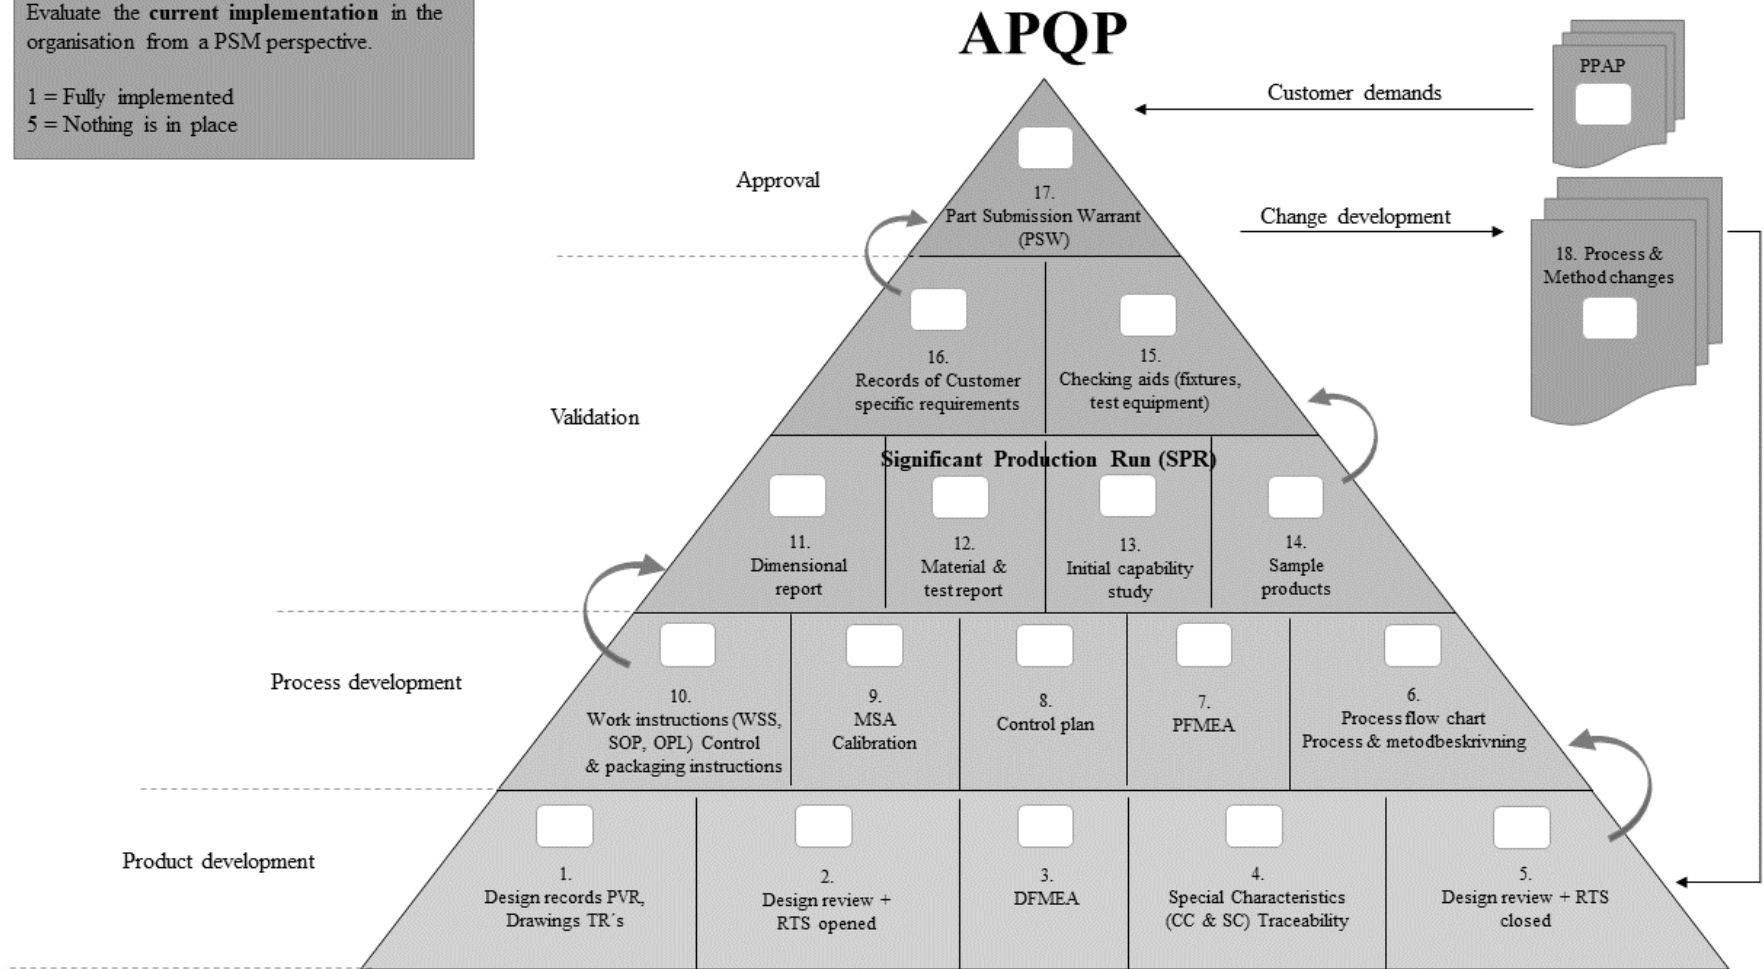 Evaluate the current implementation in the
organisation from a PSM perspective.
1 = Fully implemented
5 = Nothing is in place
APQP
PPAP
Customer demands
Approval
17.
Part Submission Warrant
(PSW)
Change development
18. Process &
Method changes
16.
Records of Customer
specific requirements
15.
Checking aids (fixtures,
test equipment)
Validation
Significant Production Run (SPR)
11.
Dimensional
report
12.
Material &
test report
13.
Initial capability
study
14.
Sample
products
Process development
10.
Work instructions (WSS,
SOP, OPL) Control
& packaging instructions
9.
MSA
Calibration
8.
Control plan
7.
PFMEA
6.
Process flow chart
Process & metodbeskrivning
Product development
1.
Design records PVR,
Drawings TR´s
2.
Design review +
RTS opened
3.
DFMEA
4.
Special Characteristics
(CC & SC) Traceability
5.
Design review + RTS
closed